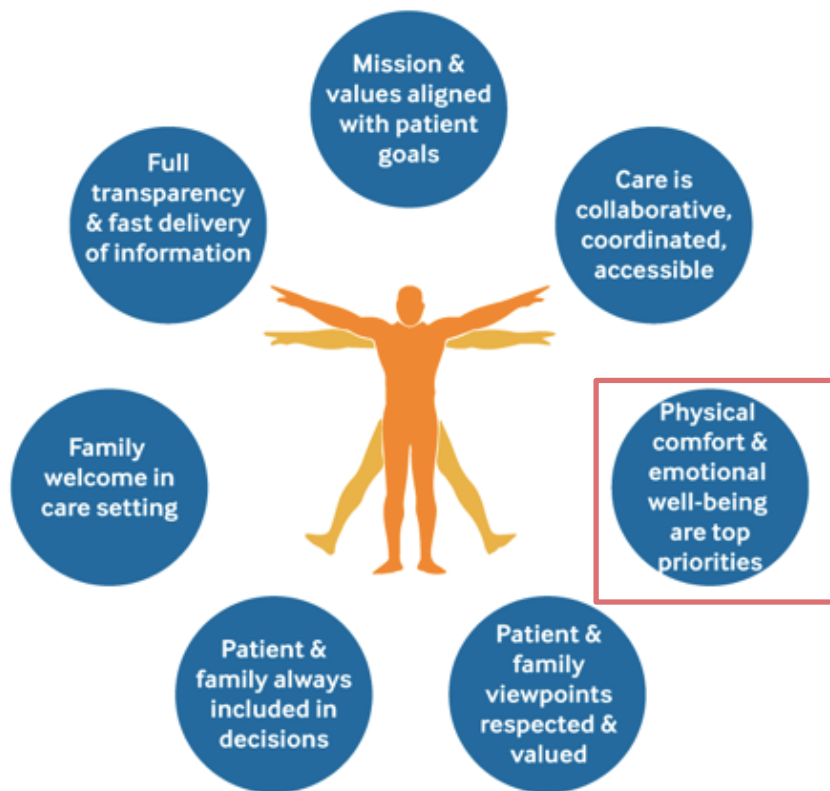 Mission &
values aligned
with patient
goals
Care is
collaborative,
coordinated,
accessible
Physical
comfort &
emotional
well-being
are top
priorities
Patient &
family
viewpoints
respected &
valued
Patient &
family always
included in
decisions
Family
welcome in
care setting
Full
transparency
& fast delivery
of information